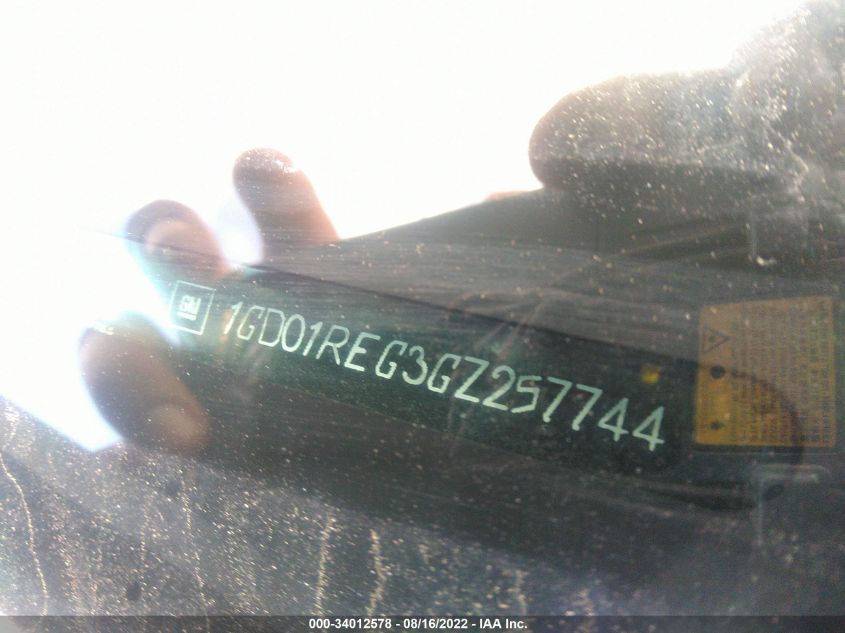 GM
1GD01REG3GZ257744
000-34012578 - 08/16/2022 - IAA Inc.